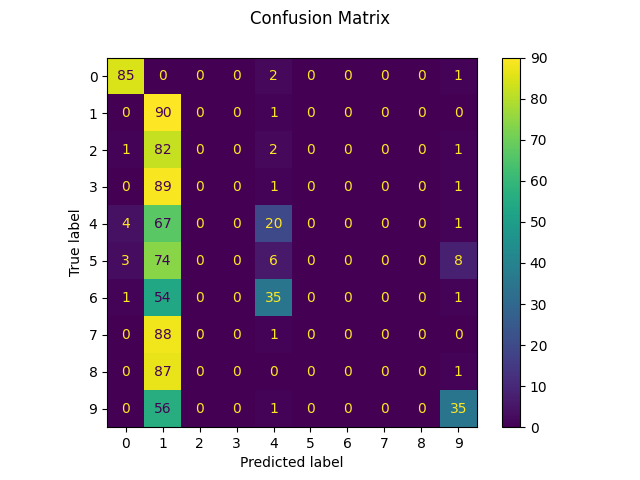 Confusion Matrix
0 85 0 0 0 2 0 0 0 0 1
1 0 90 0 0 1 0 0 0 0 0
2 1 82 0 0 2 0 0 0 0 1
3 0 89 0 0 1 0 0 0 0 1
4 4 67 0 0 20 0 0 0 0 1
5 3 74 0 0 6 0 0 0 0 8
6 1 54 0 0 35 0 0 0 0 1
7 0 88 0 0 1 0 0 0 0 0
8 0 87 0 0 0 0 0 0 0 1
9 0 56 0 0 1 0 0 0 0 35
0 1 2 3 4 5 6 7 8 9
Predicted label
True label
90
80
70
60
50
40
30
20
10
0